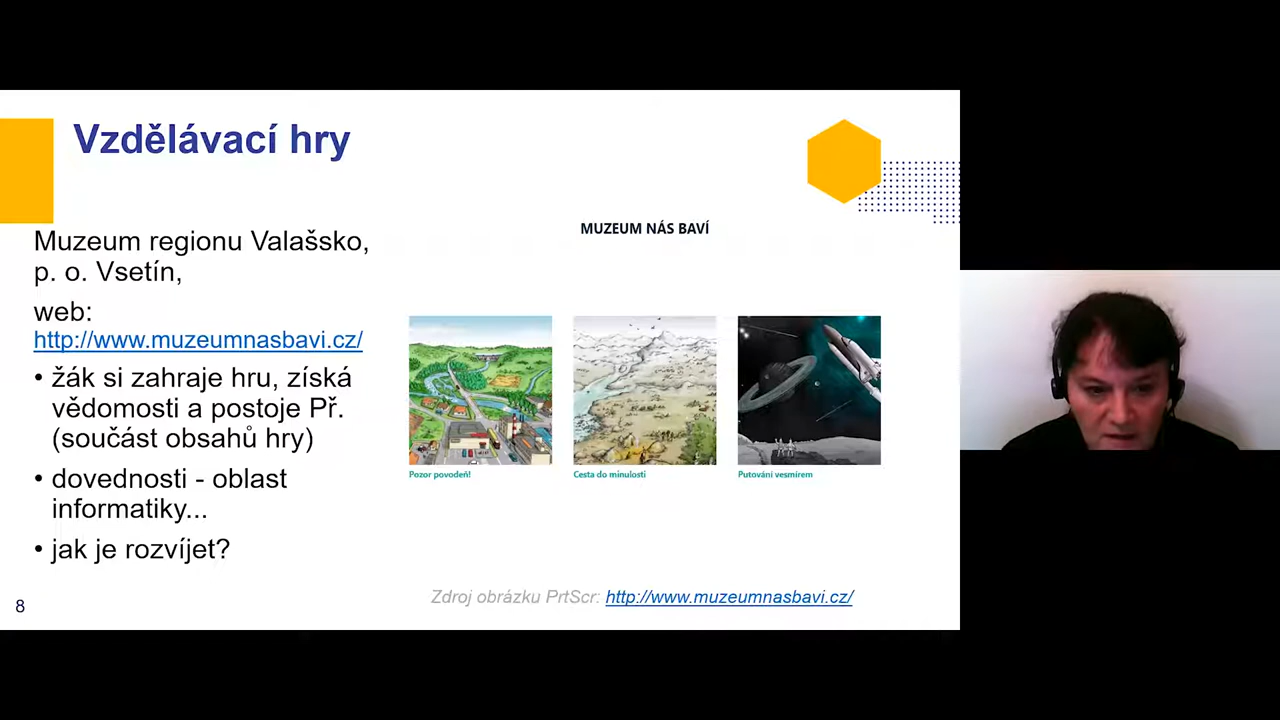 Vzdělávací hry
Muzeum regionu Valašsko,
p. o. Vsetín,
web:
http://www.muzeumnasbavi.cz/
• žák si zahraje hru, získá
vědomosti a postoje Př.
(součást obsahů hry)
• dovednosti - oblast
informatiky...
• jak je rozvíjet?
8
MUZEUM NÁS BAVÍ
Pozor povodeň!
Cesta do minulosti
Putování vesmírem
Zdroj obrázku PrtScr: http://www.muzeumnasbavi.cz/